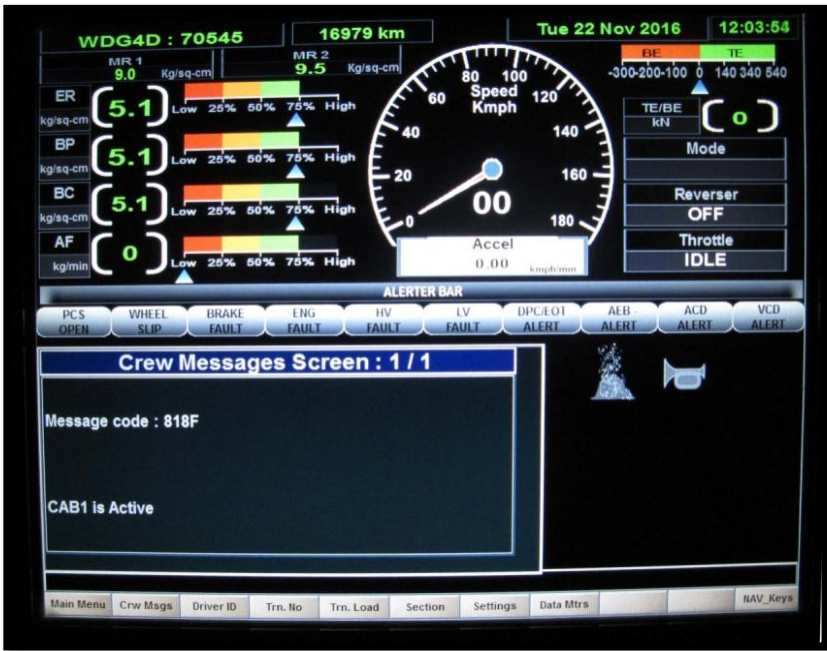 WDG4D : 70545
16979 km
Tue 22 Nov 2016
12:03:54
MR 1
9.0 Kg/sq-cm
MR 2
9.5 Kg/sq-cm
ER
kg/sq-cm
5.1
Low 25% 50% 75% High
BP
kg/sq-cm
5.1
Low 25% 50% 75% High
BC
kg/sq-cm
5.1
Low 25% 50% 75% High
AF
kg/min
0
Low 25% 50% 75% High
0 20 40 60 80 100 120 140 160 180
Speed
Kmph
00
Accel
0.00 kmph/min
BE TE
-300-200-100 0 140 340 540
TE/BE
kN
0
Mode
Reverser
OFF
Throttle
IDLE
ALERTER BAR
PCS OPEN
WHEEL SLIP
BRAKE FAULT
ENG FAULT
HV FAULT
LV FAULT
DPC/EOT ALERT
AEB ALERT
ACD ALERT
VCD ALERT
Crew Messages Screen : 1 / 1
Message code : 818F
CAB1 is Active
Main Menu Crw Msgs Driver ID Trn. No Trn. Load Section Settings Data Mtrs NAV_Keys